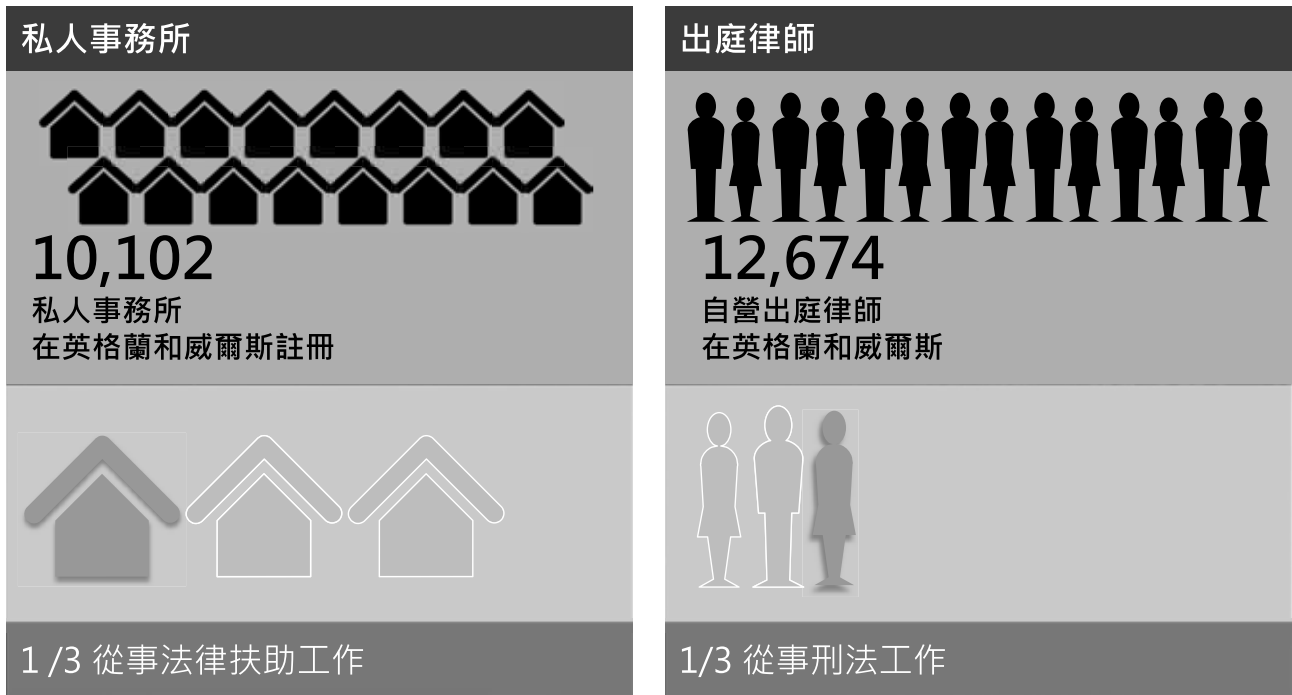 私人事務所
10,102
私人事務所
在英格蘭和威爾斯註冊
1 /3 從事法律扶助工作
出庭律師
12,674
自營出庭律師
在英格蘭和威爾斯
1/3 從事刑法工作